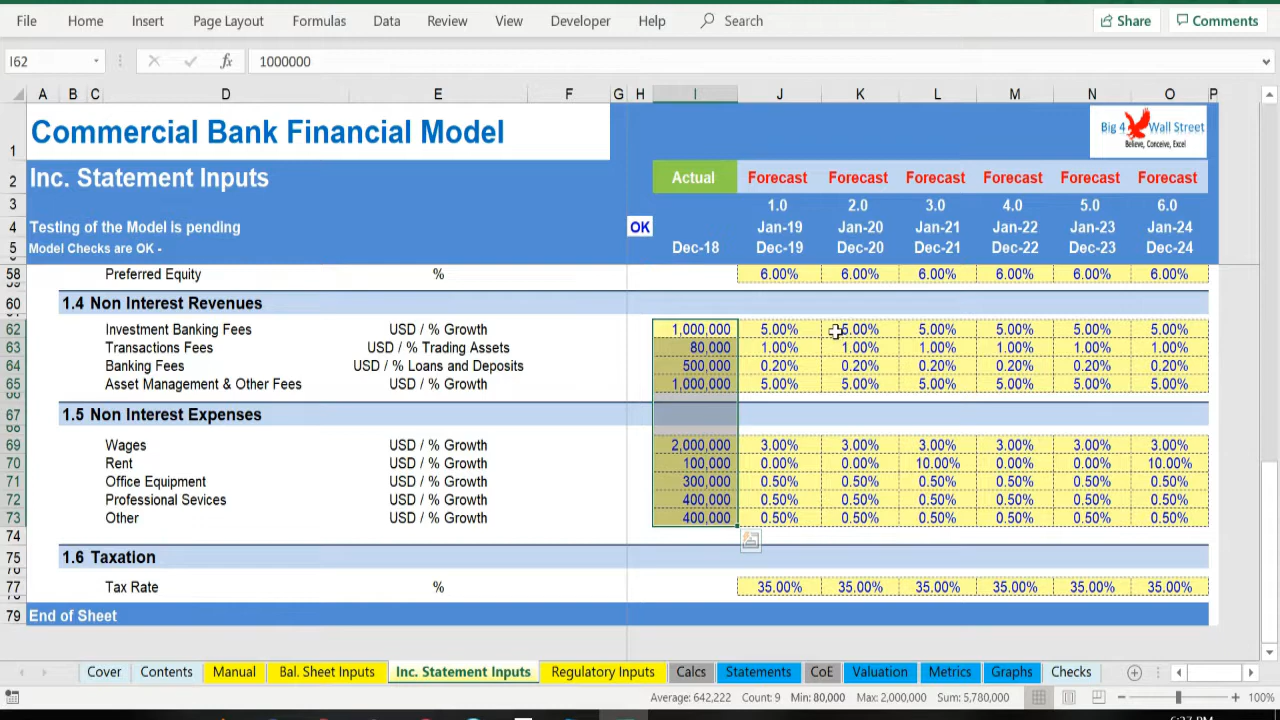 File Home Insert Page Layout Formulas Data Review View Developer Help Search Share Comments
I62 fx 1000000
A B C D E F G H I J K L M N O P
1 Commercial Bank Financial Model Big 4 Wall Street
Believe, Conceive, Excel
2 Inc. Statement Inputs Actual Forecast Forecast Forecast Forecast Forecast Forecast
3 1.0 2.0 3.0 4.0 5.0 6.0
4 Testing of the Model is pending OK Jan-19 Jan-20 Jan-21 Jan-22 Jan-23 Jan-24
5 Model Checks are OK - Dec-18 Dec-19 Dec-20 Dec-21 Dec-22 Dec-23 Dec-24
58 Preferred Equity % 6.00% 6.00% 6.00% 6.00% 6.00% 6.00%
60 1.4 Non Interest Revenues
62 Investment Banking Fees USD / % Growth 1,000,000 5.00% 5.00% 5.00% 5.00% 5.00% 5.00%
63 Transactions Fees USD / % Trading Assets 80,000 1.00% 1.00% 1.00% 1.00% 1.00% 1.00%
64 Banking Fees USD / % Loans and Deposits 500,000 0.20% 0.20% 0.20% 0.20% 0.20% 0.20%
65 Asset Management & Other Fees USD / % Growth 1,000,000 5.00% 5.00% 5.00% 5.00% 5.00% 5.00%
67 1.5 Non Interest Expenses
69 Wages USD / % Growth 2,000,000 3.00% 3.00% 3.00% 3.00% 3.00% 3.00%
70 Rent USD / % Growth 100,000 0.00% 0.00% 10.00% 0.00% 0.00% 10.00%
71 Office Equipment USD / % Growth 300,000 0.50% 0.50% 0.50% 0.50% 0.50% 0.50%
72 Professional Sevices USD / % Growth 400,000 0.50% 0.50% 0.50% 0.50% 0.50% 0.50%
73 Other USD / % Growth 400,000 0.50% 0.50% 0.50% 0.50% 0.50% 0.50%
74
75 1.6 Taxation
77 Tax Rate % 35.00% 35.00% 35.00% 35.00% 35.00% 35.00%
79 End of Sheet
Cover Contents Manual Bal. Sheet Inputs Inc. Statement Inputs Regulatory Inputs Calcs Statements CoE Valuation Metrics Graphs Checks
Average: 642,222 Count: 9 Min: 80,000 Max: 2,000,000 Sum: 5,780,000 100%